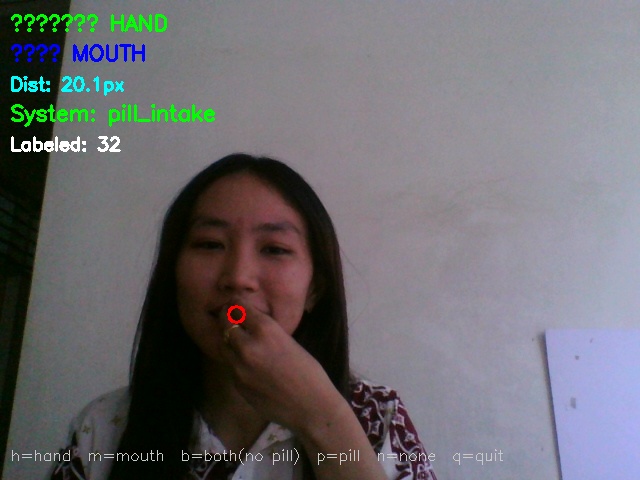 ??????? HAND
???? MOUTH
Dist: 20.1px
System: pill_intake
Labeled: 32
h=hand m=mouth b=both(no pill) p=pill n=none q=quit